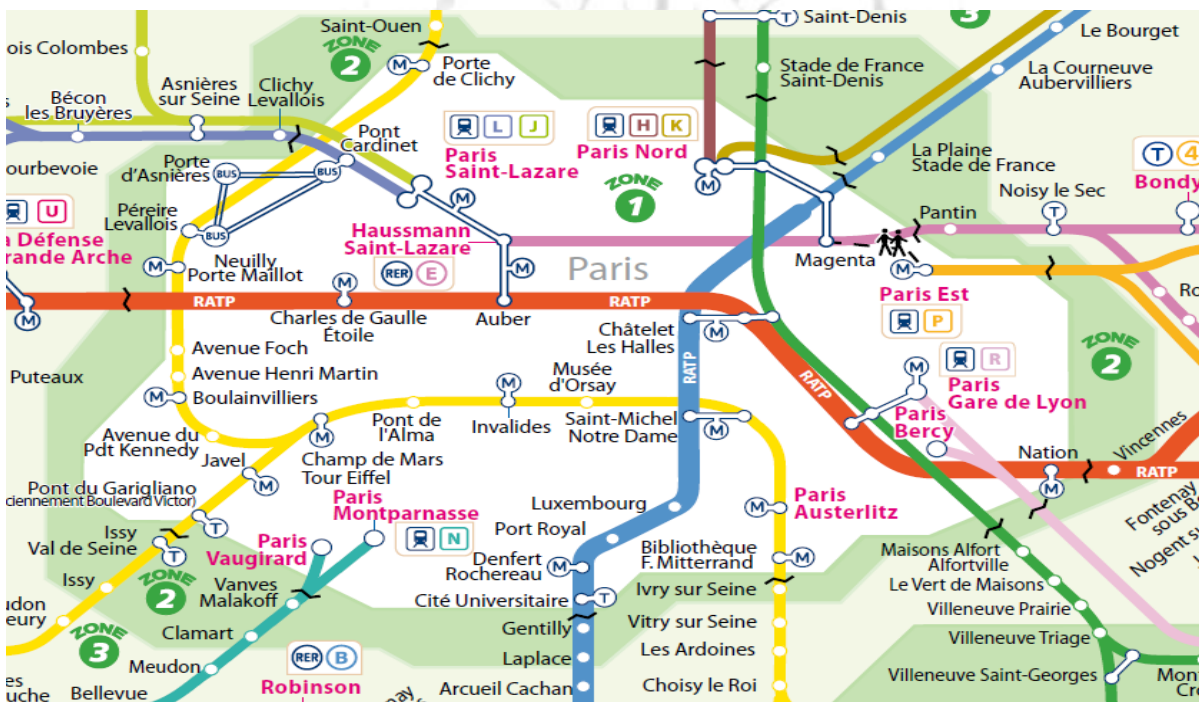 Saint-Ouen
ZONE
2
Porte
de Clichy
Saint-Denis
T
3
Le Bourget
ois Colombes
Asnières
sur Seine
Clichy
Levallois
M
Stade de France
Saint-Denis
La Courneuve
Aubervilliers
Bécon
les Bruyères
Pont
Cardinet
L J
Paris
Saint-Lazare
H K
Paris Nord
ourbevoie
Porte
d'Asnières
BUS
BUS
BUS
ZONE
1
M
La Plaine
Stade de France
T 4
Bondy
Noisy le Sec
T
Pantin
U
a Défense
rande Arche
Péreire
Levallois
M
Haussmann
Saint-Lazare
RER E
M
Paris
Magenta
M
Neuilly
Porte Maillot
M
Paris Est
P
RATP
RATP
M
M
Charles de Gaulle
Étoile
Auber
Châtelet
Les Halles
M
RATP
RATP
Ro
ZONE
2
R
Paris
Gare de Lyon
M
Paris
Bercy
Puteaux
Avenue Foch
Avenue Henri Martin
M
Boulainvilliers
Avenue du
Pdt Kennedy
Musée
d'Orsay
M
Invalides
Pont de
l'Alma
Saint-Michel
Notre Dame
M
Nation
M
Vincennes
RATP
Fontenay
sous B
Nogent su
Javel
M
M
Champ de Mars
Tour Eiffel
Pont du Garigliano
ciennement Boulevard Victor)
T
Paris
Montparnasse
N
Paris
Vaugirard
Luxembourg
Port Royal
Paris
Austerlitz
M
Issy
Val de Seine
T
Issy
ZONE
2
Vanves
Malakoff
Denfert
Rochereau
M
Bibliothèque
F. Mitterrand
M
Cité Universitaire
T
Ivry sur Seine
Maisons Alfort
Alfortville
Le Vert de Maisons
Villeneuve Prairie
Villeneuve Triage
Villeneuve Saint-Georges
Mont
Cr
udon
eury
ZONE
3
Clamart
Meudon
Bellevue
es
uche
RER B
Robinson
nay
Gentilly
Laplace
Arcueil Cachan
Vitry sur Seine
Les Ardoines
Choisy le Roi